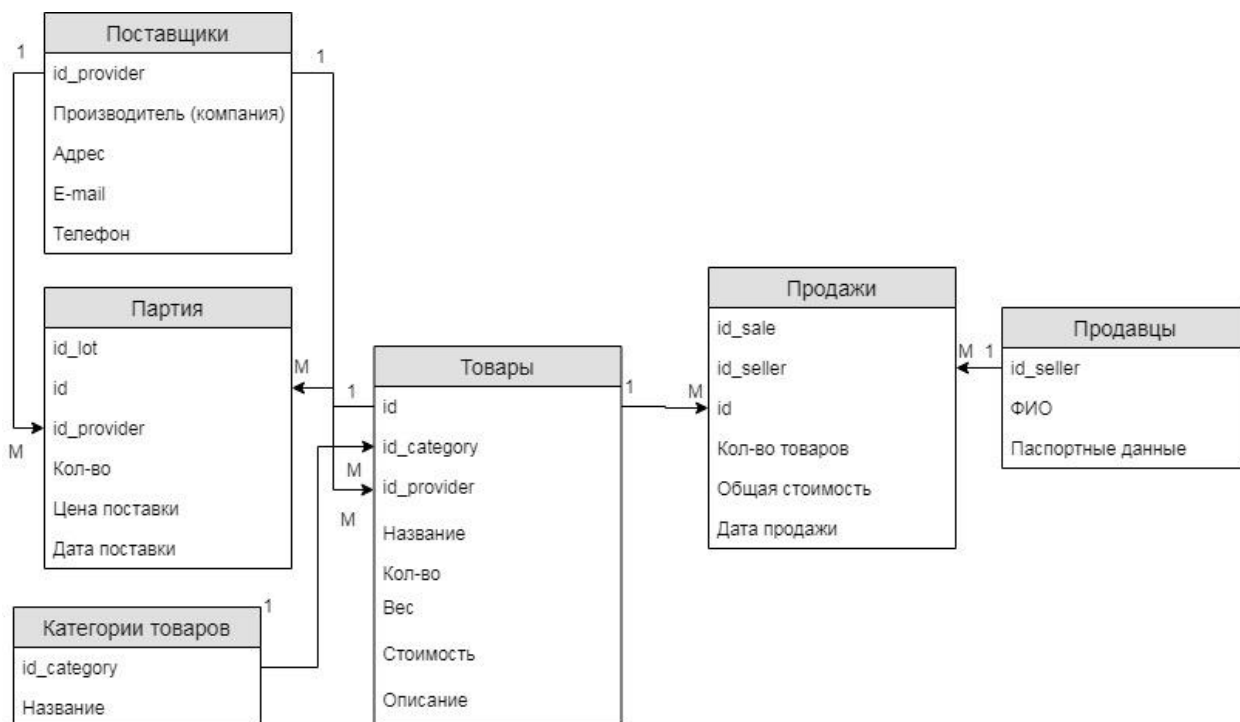 Поставщики
1
1
id_provider
Производитель (компания)
Адрес
E-mail
Телефон
Партия
id_lot
M
id
id_provider
M
Кол-во
Цена поставки
Дата поставки
1
Категории товаров
id_category
Название
Товары
1
1
id
id_category
M
id_provider
M
Название
Кол-во
Вес
Стоимость
Описание
Продажи
id_sale
id_seller
M
id
Кол-во товаров
Общая стоимость
Дата продажи
Продавцы
M 1
id_seller
ФИО
Паспортные данные